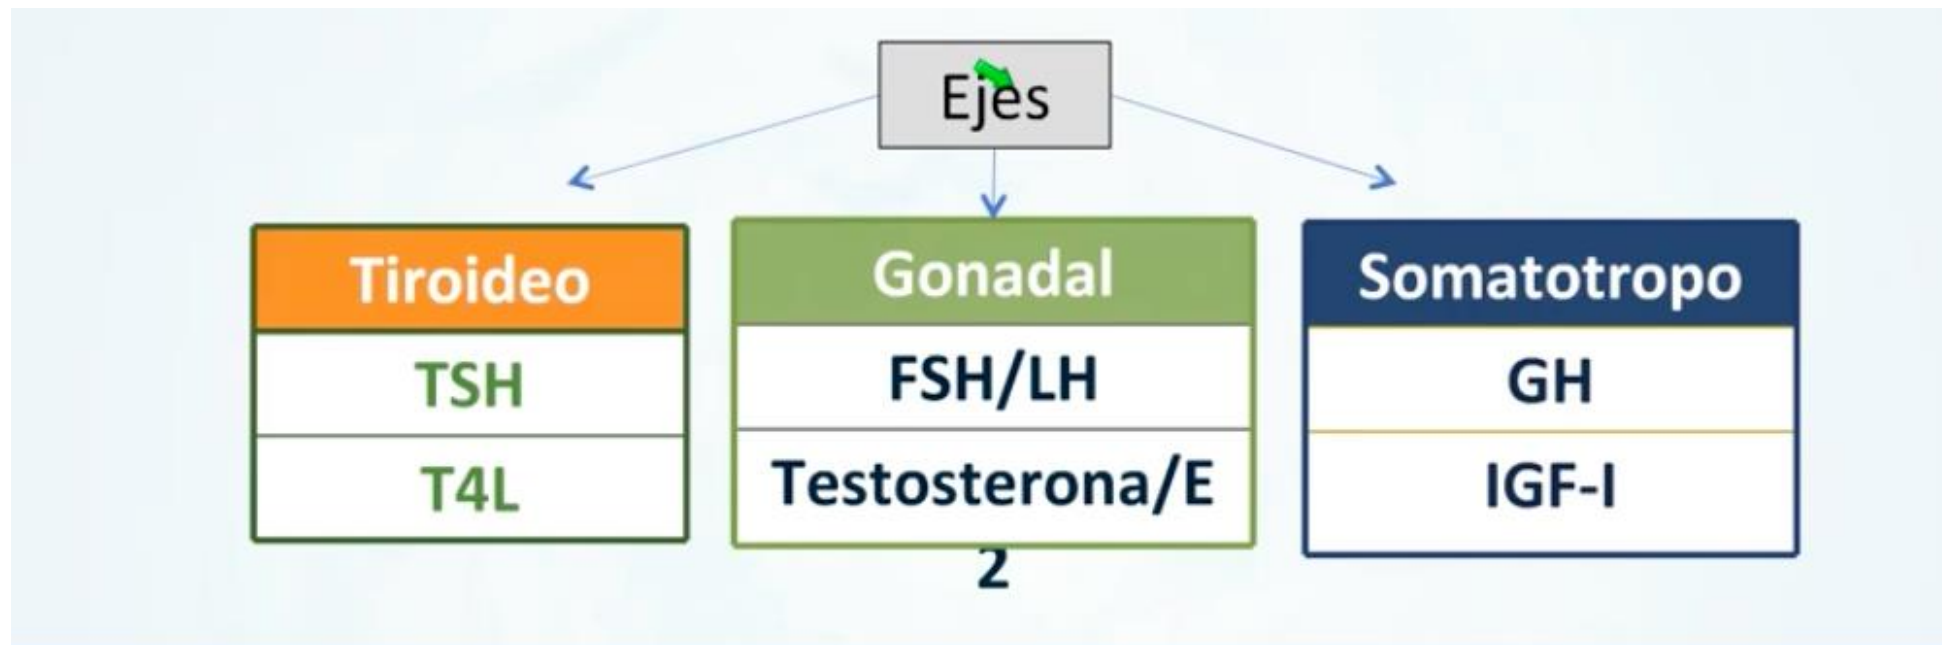 Ejes
Tiroideo
TSH
T4L
Gonadal
FSH/LH
Testosterona/E
2
Somatotropo
GH
IGF-I